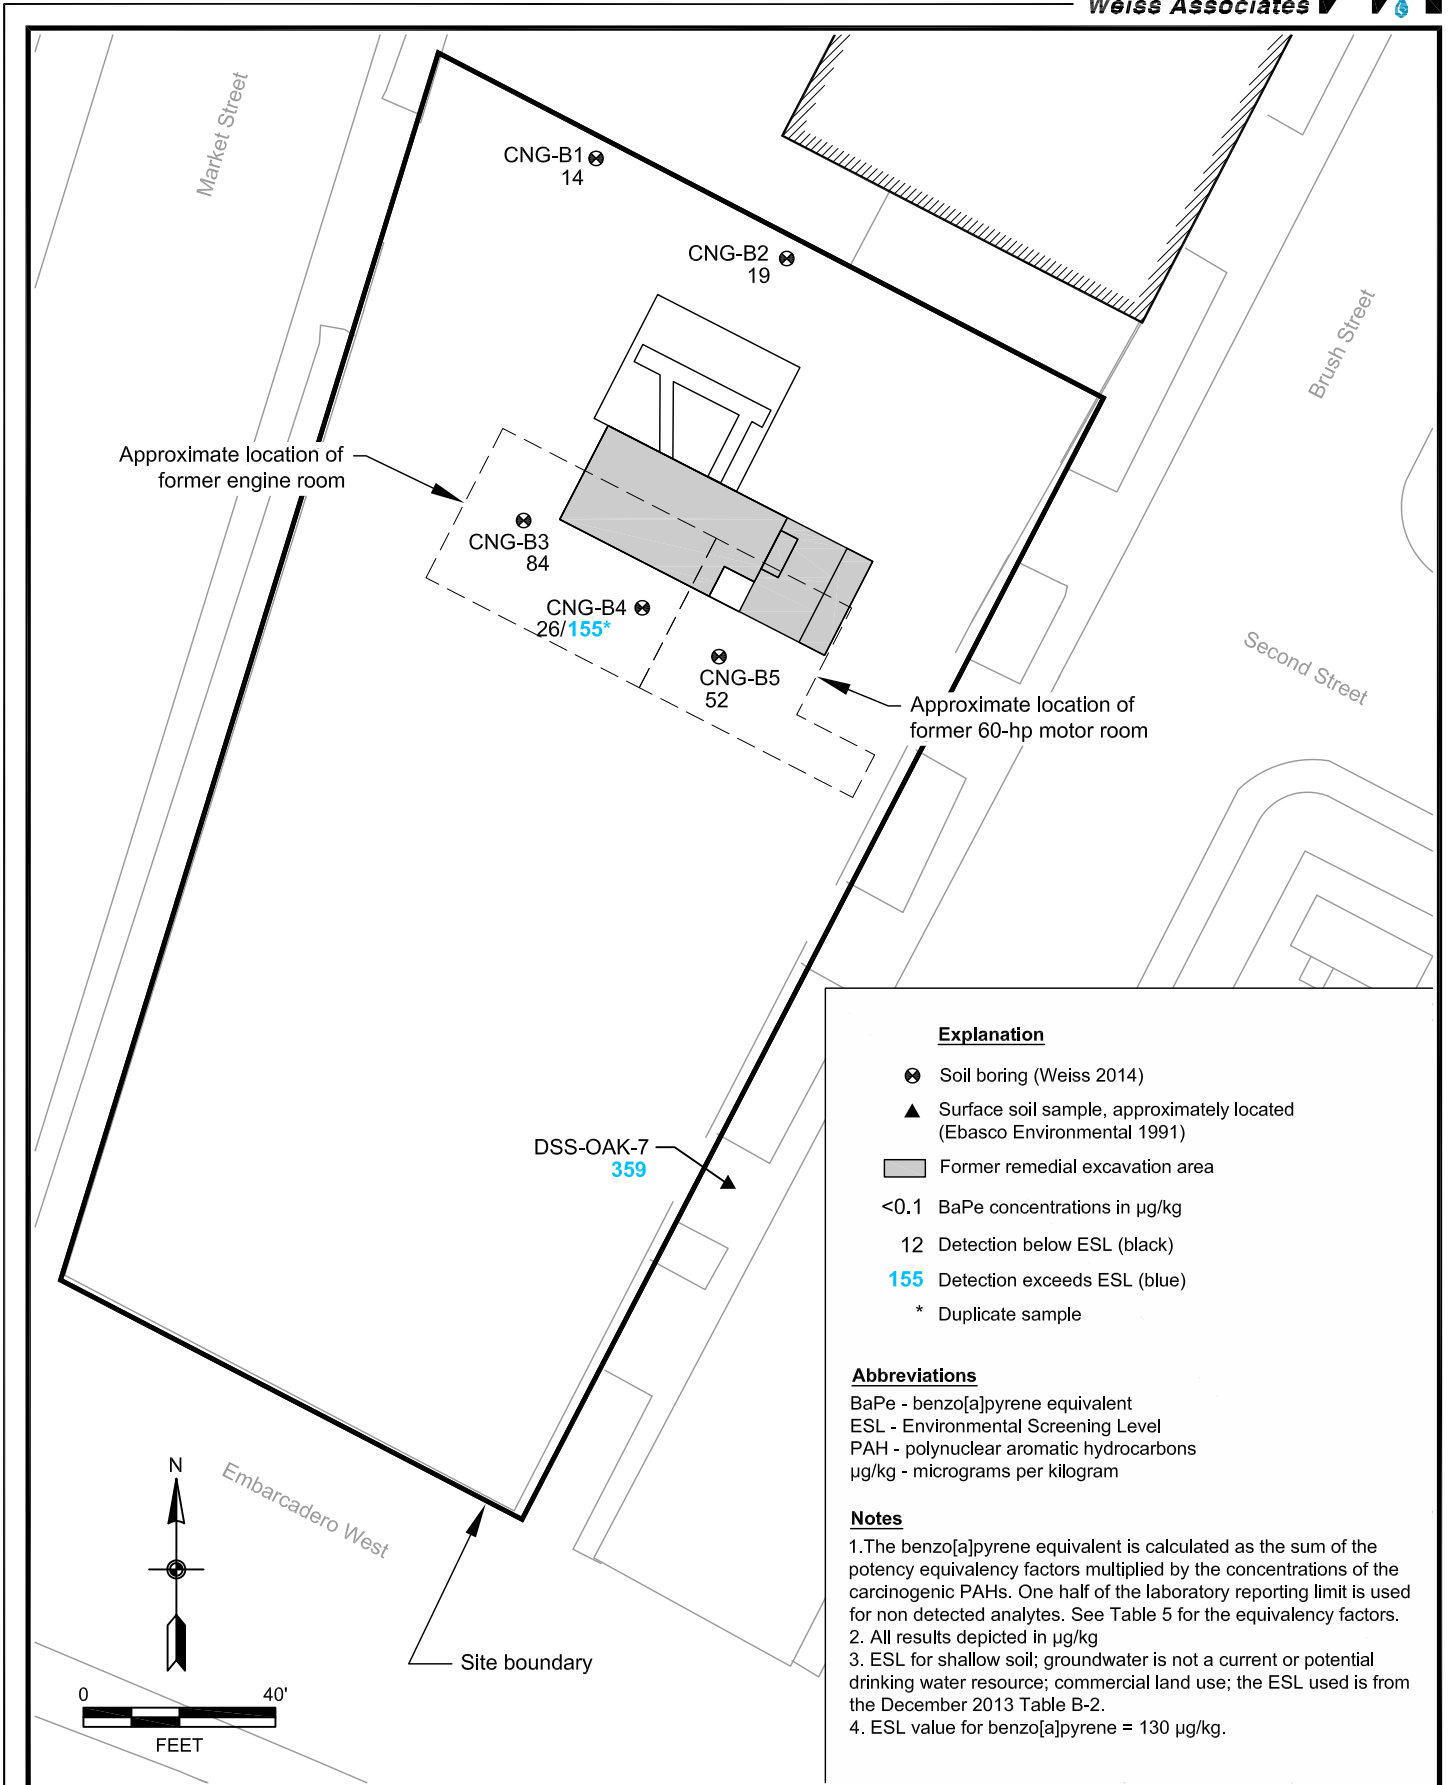 Weiss Associates
Market Street
CNG-B1
14
CNG-B2
19
Brush Street
Approximate location of
former engine room
CNG-B3
84
CNG-B4
26/155*
CNG-B5
52
Second Street
Approximate location of
former 60-hp motor room
DSS-OAK-7
359
Explanation
Soil boring (Weiss 2014)
Surface soil sample, approximately located
(Ebasco Environmental 1991)
Former remedial excavation area
<0.1 BaPe concentrations in µg/kg
12 Detection below ESL (black)
155 Detection exceeds ESL (blue)
* Duplicate sample
Abbreviations
BaPe - benzo[a]pyrene equivalent
ESL - Environmental Screening Level
PAH - polynuclear aromatic hydrocarbons
µg/kg - micrograms per kilogram
Notes
1.The benzo[a]pyrene equivalent is calculated as the sum of the
potency equivalency factors multiplied by the concentrations of the
carcinogenic PAHs. One half of the laboratory reporting limit is used
for non detected analytes. See Table 5 for the equivalency factors.
2. All results depicted in µg/kg
3. ESL for shallow soil; groundwater is not a current or potential
drinking water resource; commercial land use; the ESL used is from
the December 2013 Table B-2.
4. ESL value for benzo[a]pyrene = 130 µg/kg.
N
Embarcadero West
Site boundary
0 40'
FEET